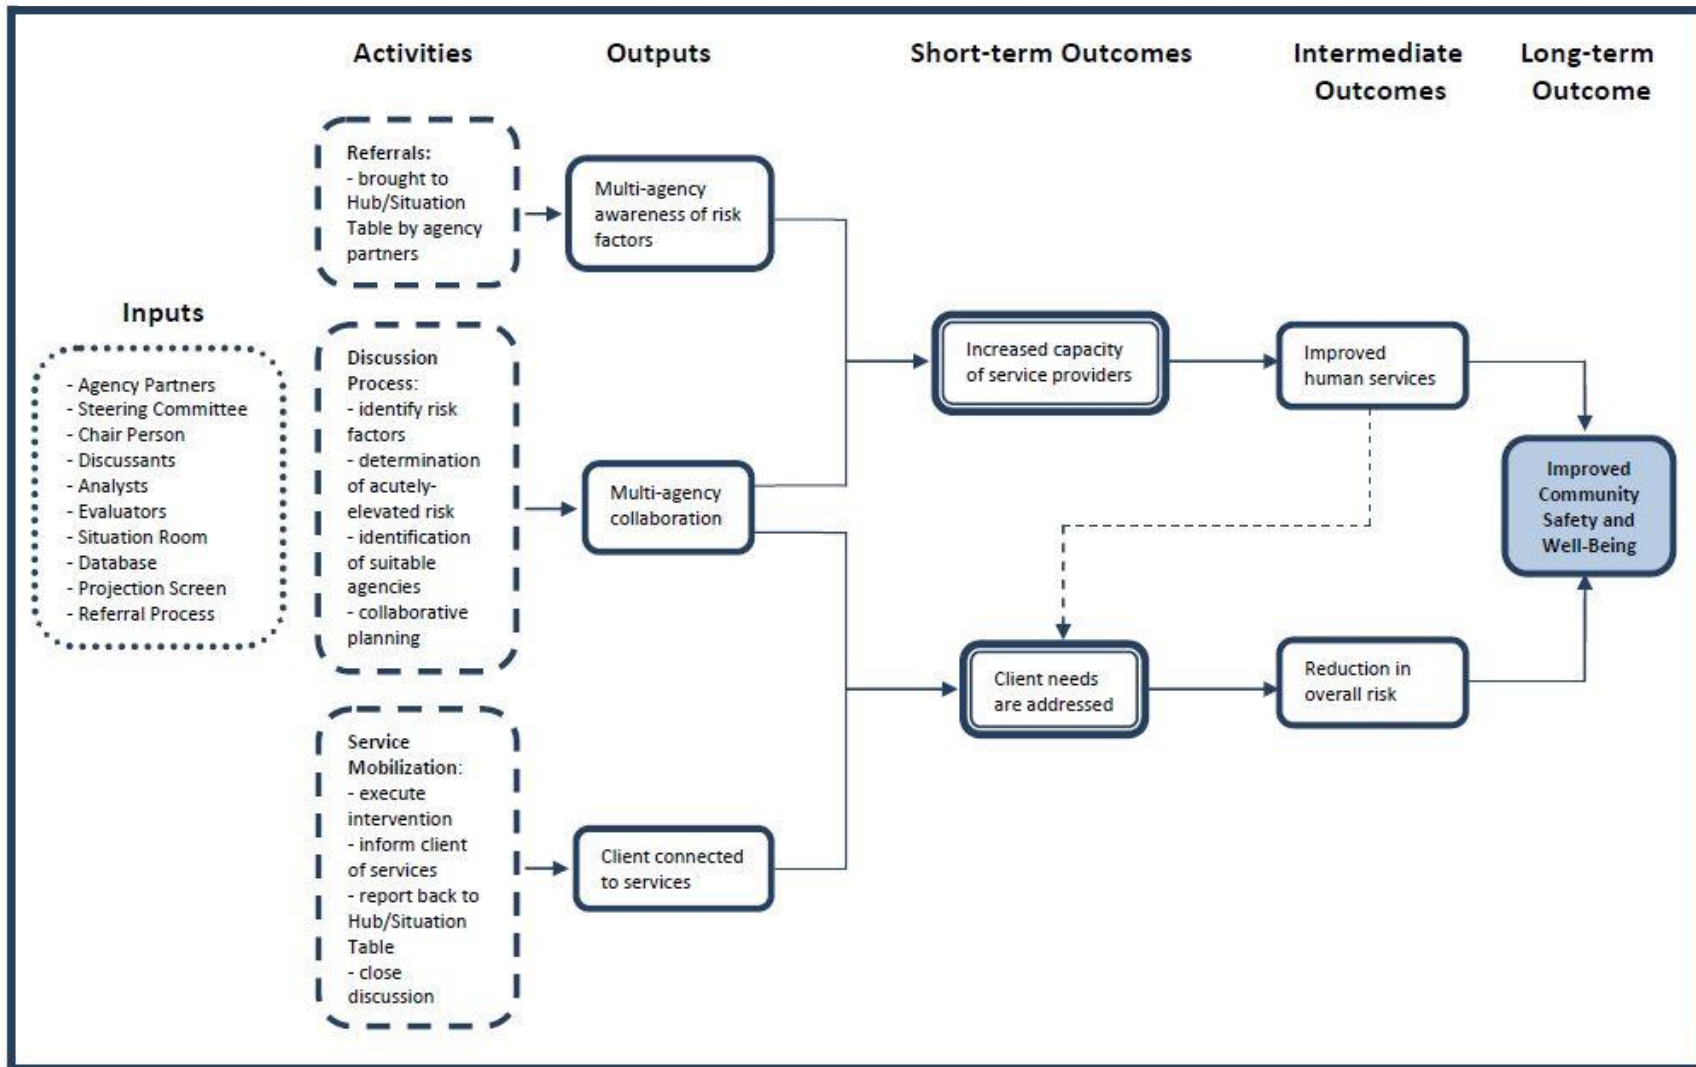 Activities
Outputs
Short-term Outcomes
Intermediate
Outcomes
Long-term
Outcome
Inputs
- Agency Partners
- Steering Committee
- Chair Person
- Discussants
- Analysts
- Evaluators
- Situation Room
- Database
- Projection Screen
- Referral Process
Referrals:
- brought to
Hub/Situation
Table by agency
partners
Discussion
Process:
- identify risk
factors
- determination
of acutely-
elevated risk
- identification
of suitable
agencies
- collaborative
planning
Service
Mobilization:
- execute
intervention
- inform client
of services
- report back to
Hub/Situation
Table
- close
discussion
Multi-agency
awareness of risk
factors
Multi-agency
collaboration
Client connected
to services
Increased capacity
of service providers
Client needs
are addressed
Improved
human services
Reduction in
overall risk
Improved
Community
Safety and
Well-Being